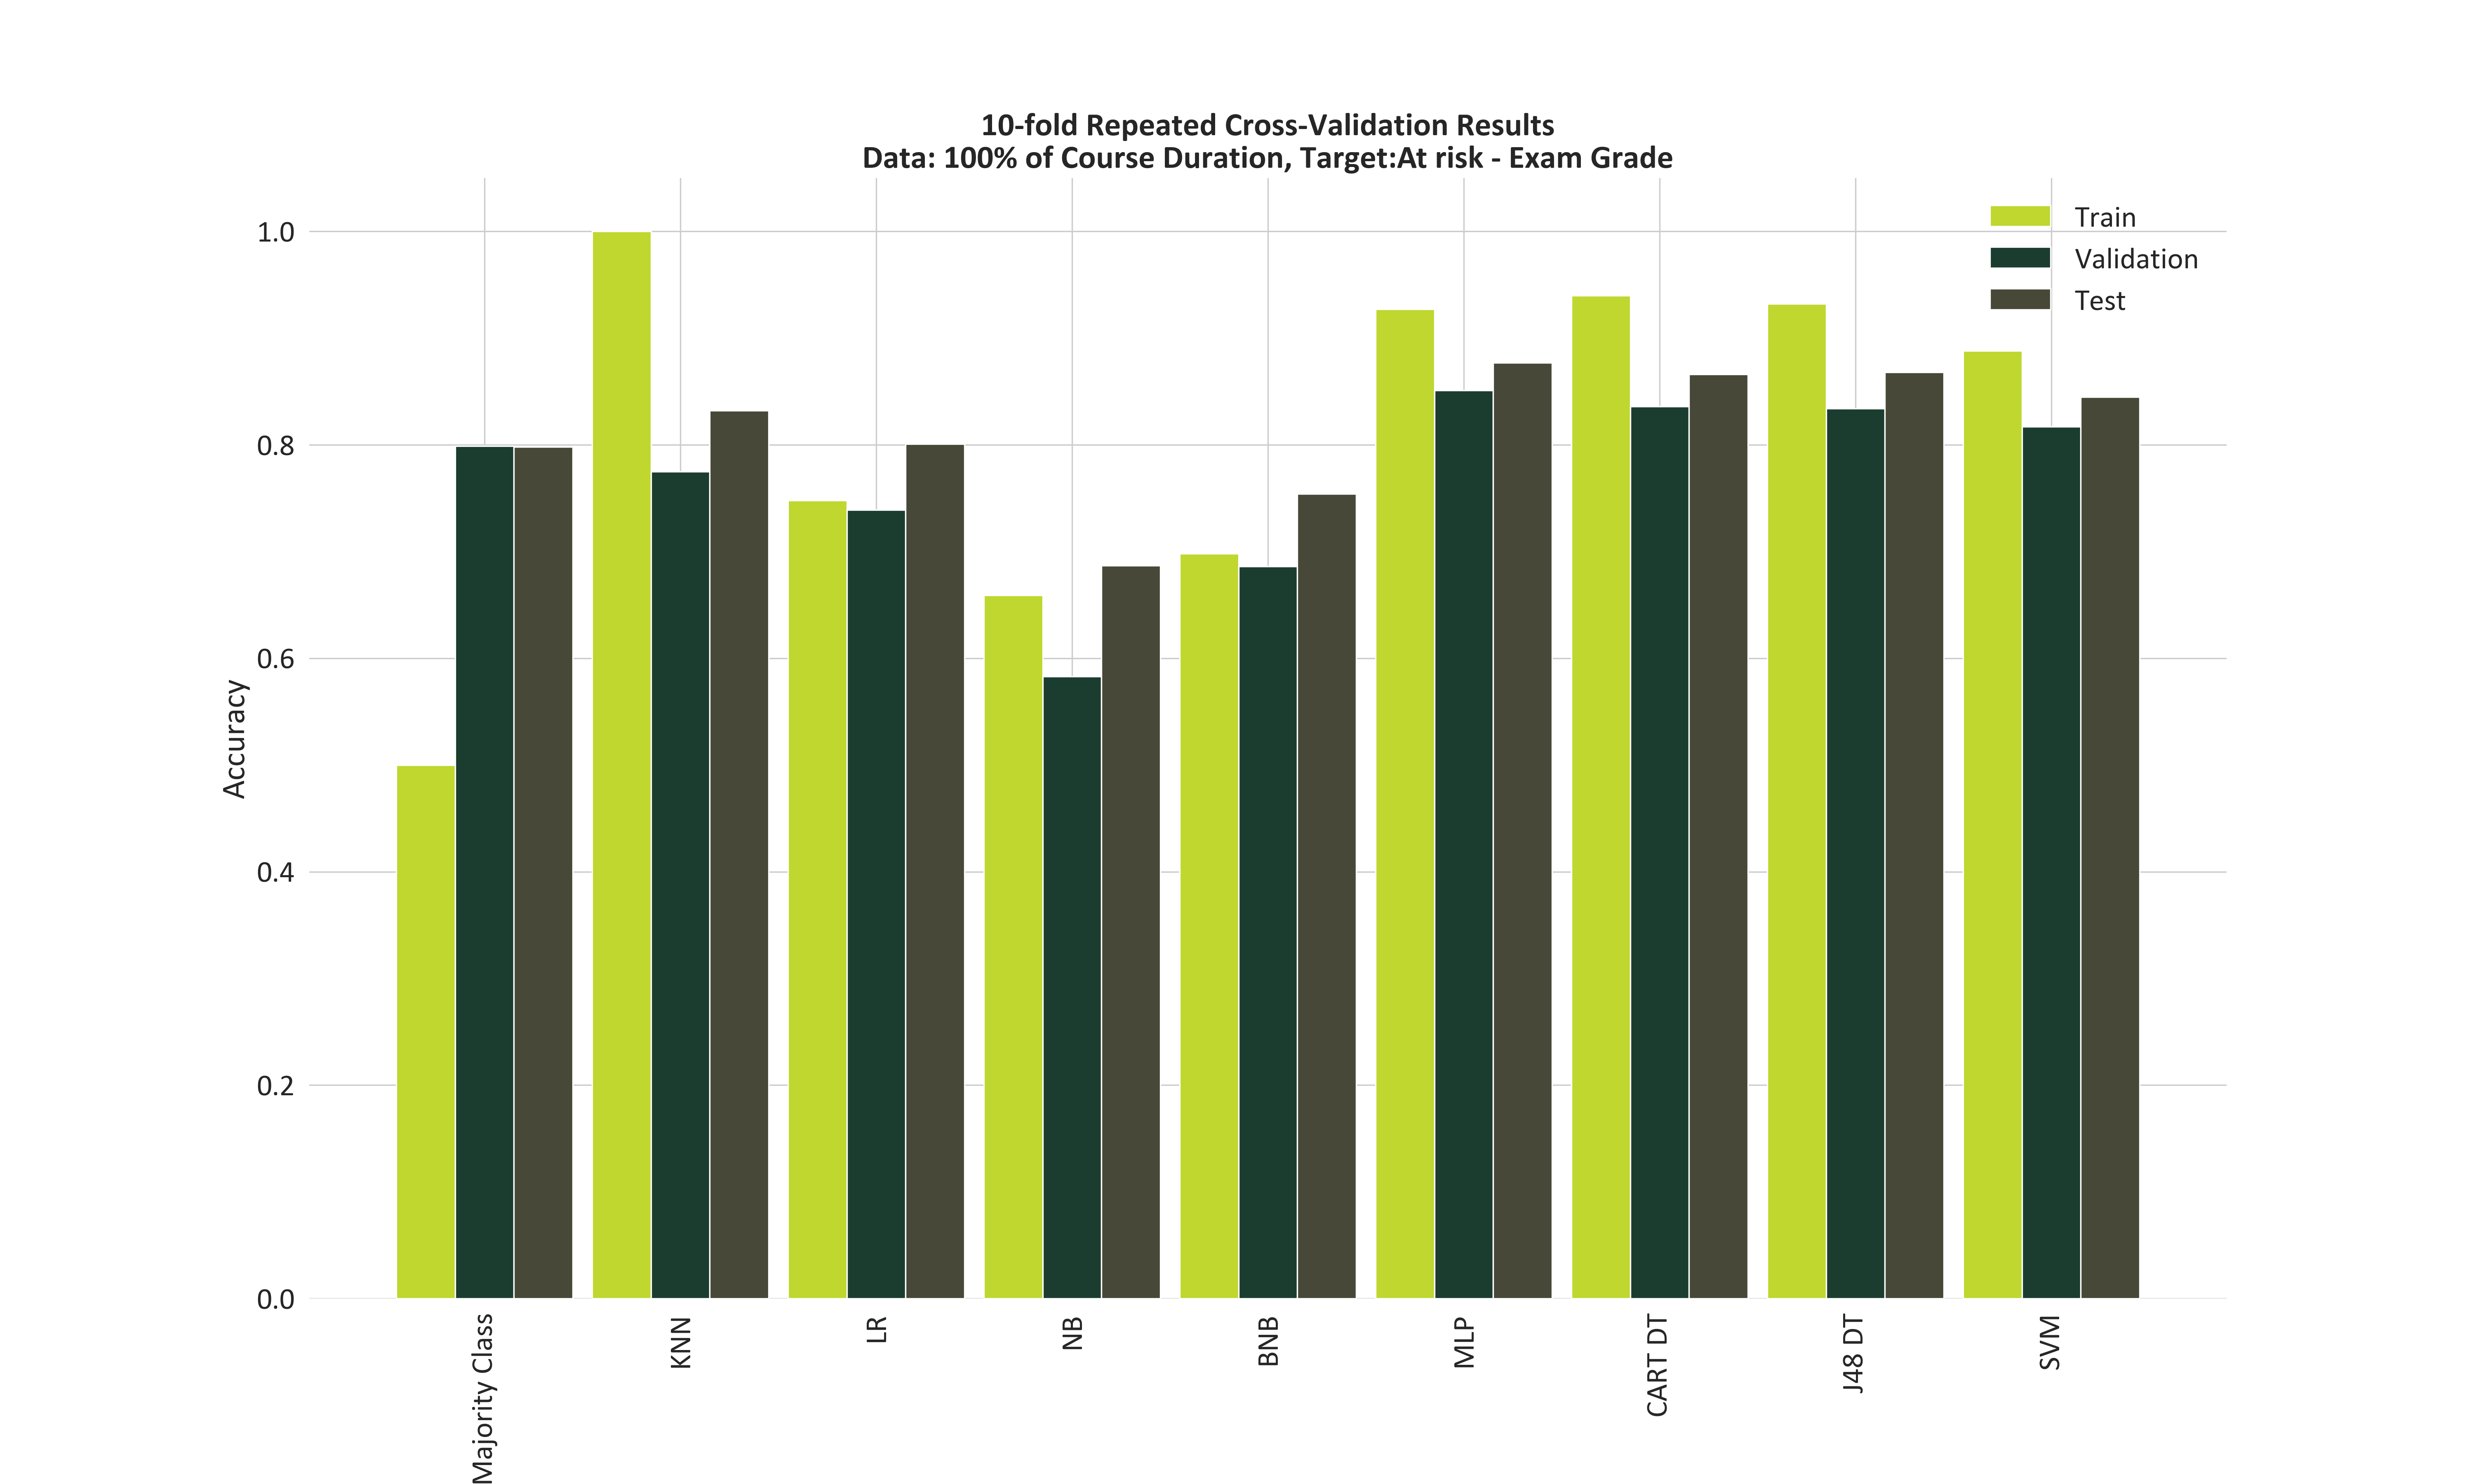 10-fold Repeated Cross-Validation Results
Data: 100% of Course Duration, Target:At risk - Exam Grade
Train
Validation
Test
Accuracy
1.0
0.8
0.6
0.4
0.2
0.0
Majority Class
KNN
LR
NB
BNB
MLP
CART DT
J48 DT
SVM